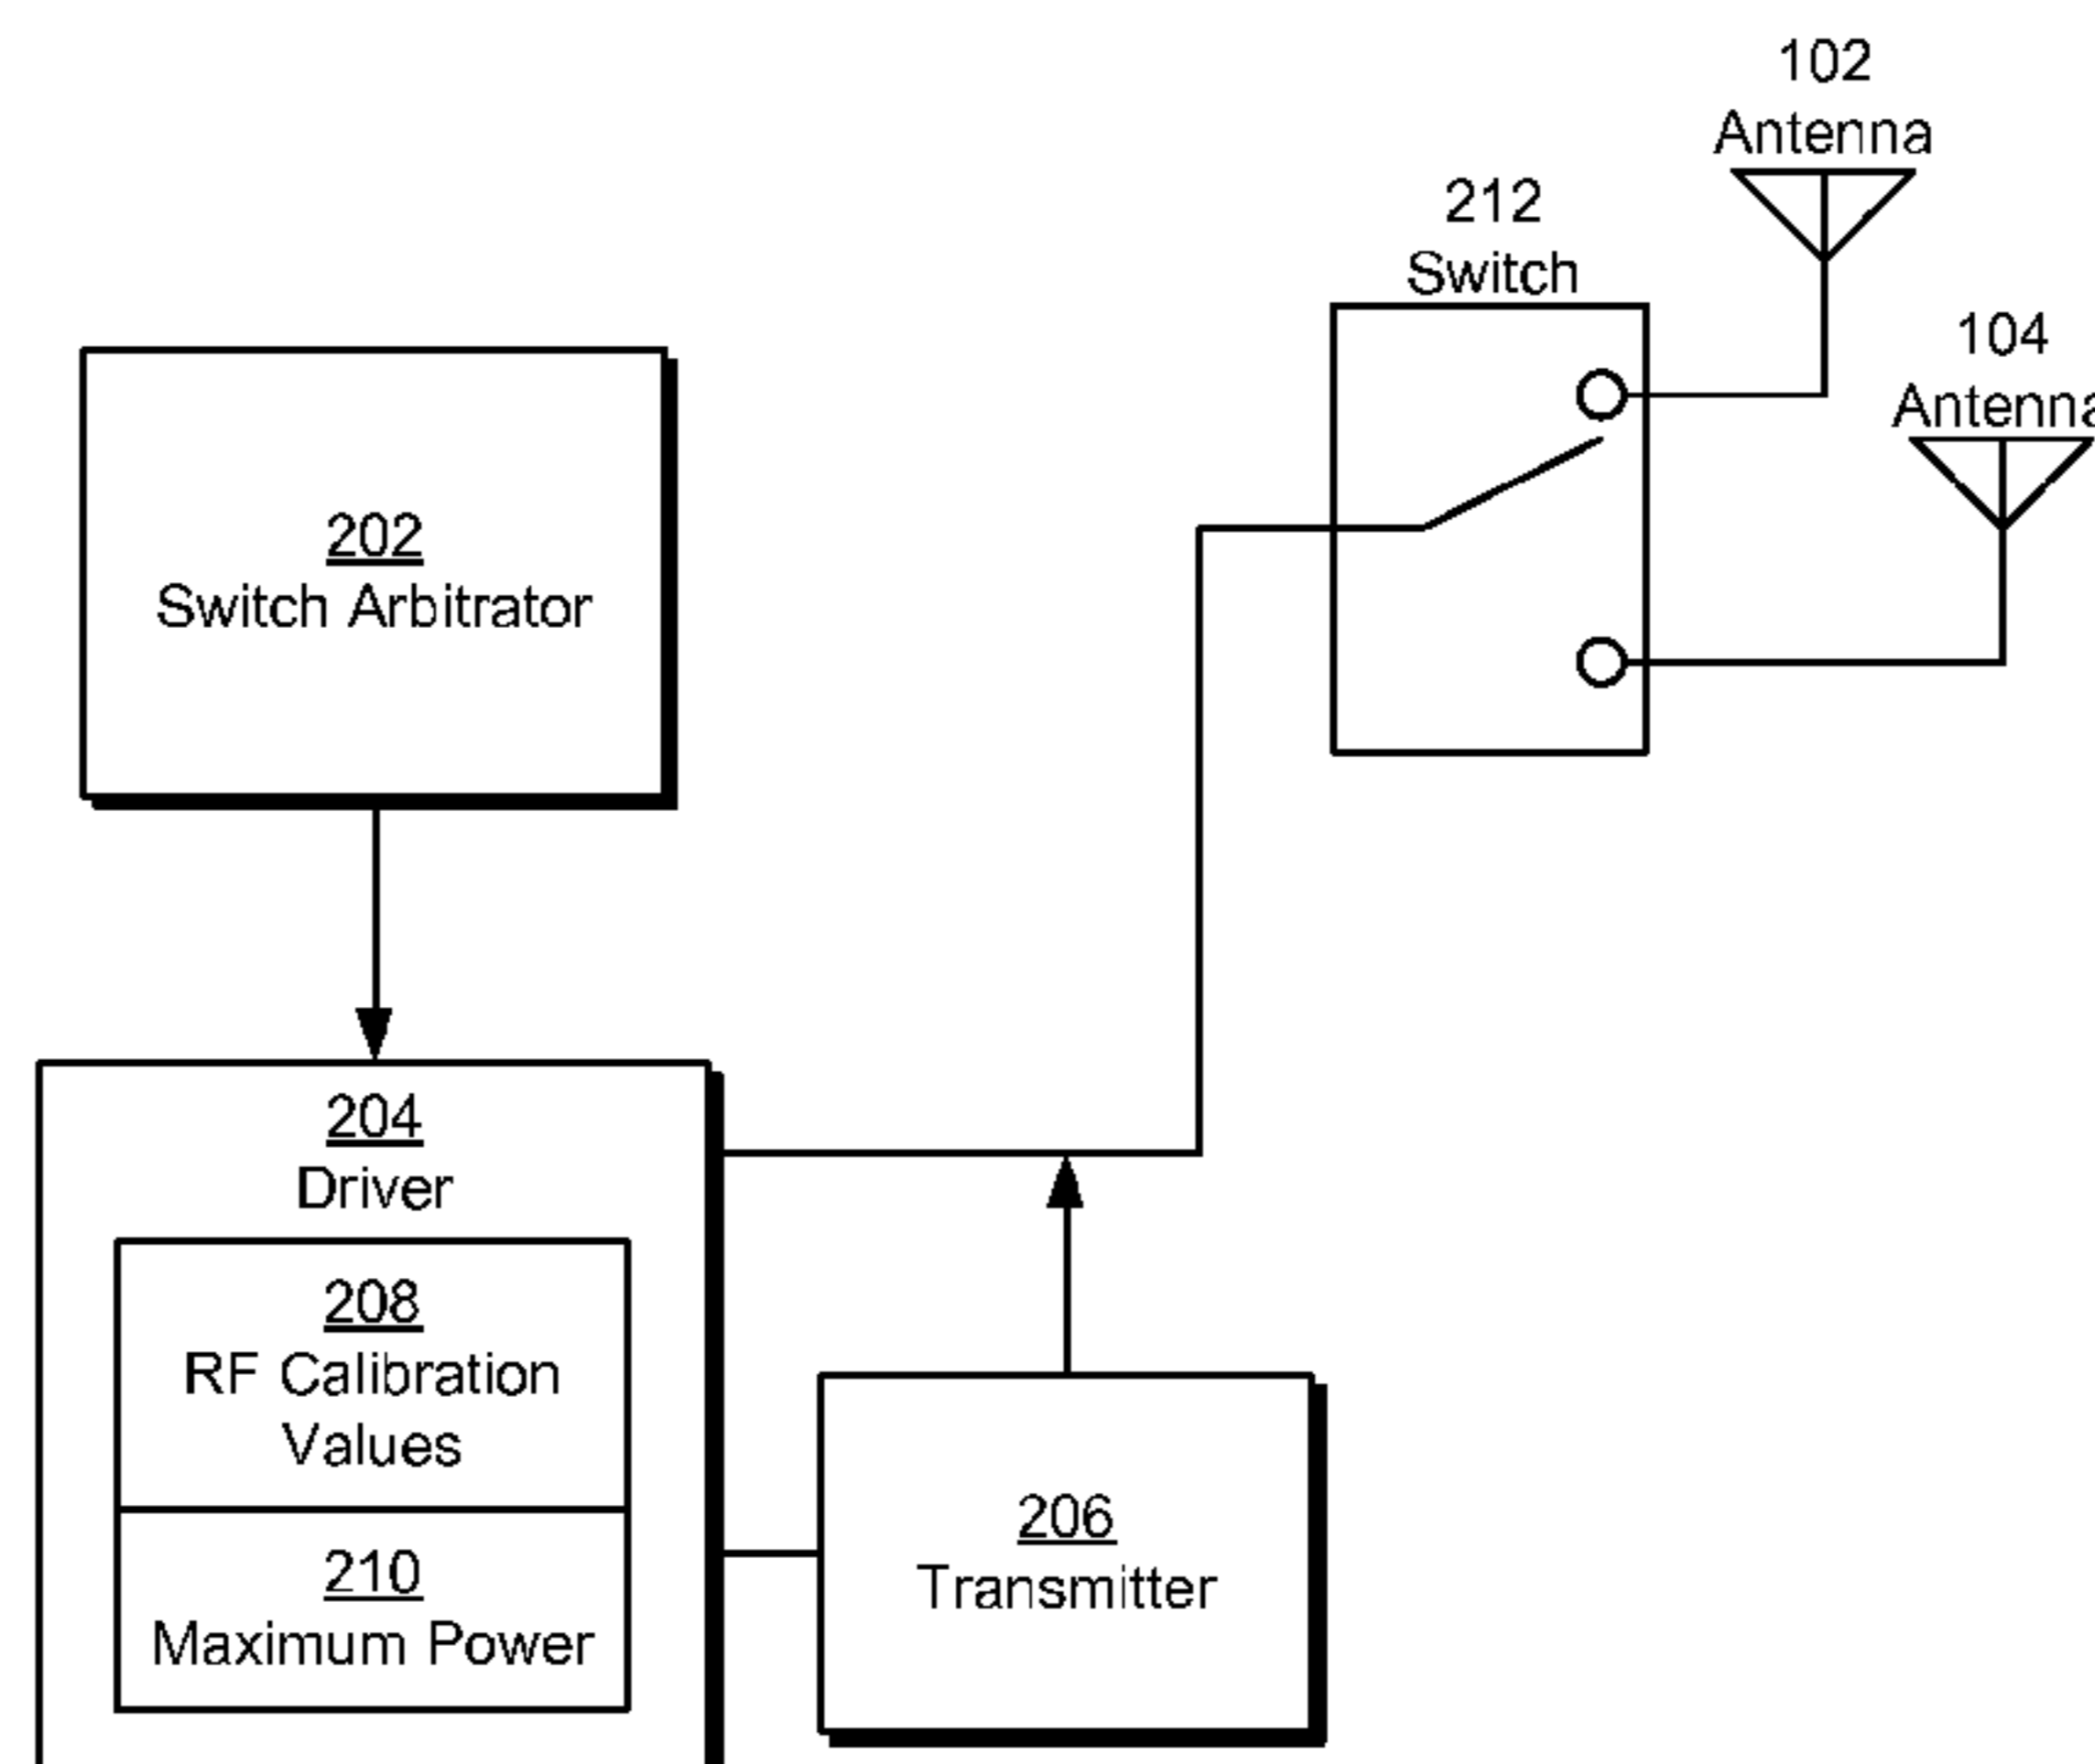 102
Antenna
212
Switch
104
Antenna
202
Switch Arbitrator
204
Driver
208
RF Calibration
Values
210
Maximum Power
206
Transmitter